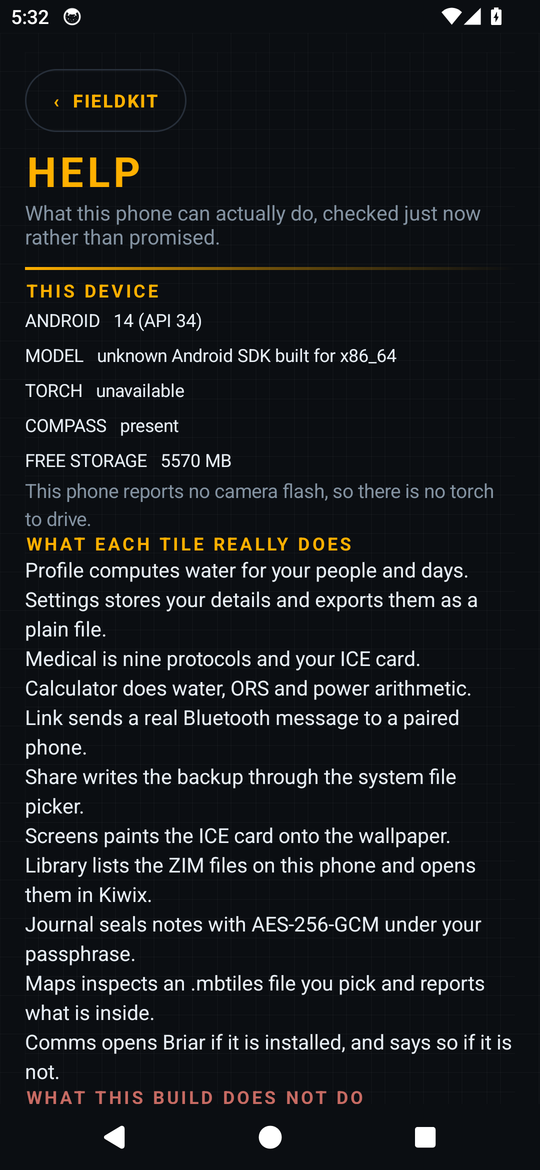 5:32
‹ FIELDKIT
HELP
What this phone can actually do, checked just now
rather than promised.
THIS DEVICE
ANDROID 14 (API 34)
MODEL unknown Android SDK built for x86_64
TORCH unavailable
COMPASS present
FREE STORAGE 5570 MB
This phone reports no camera flash, so there is no torch
to drive.
WHAT EACH TILE REALLY DOES
Profile computes water for your people and days.
Settings stores your details and exports them as a
plain file.
Medical is nine protocols and your ICE card.
Calculator does water, ORS and power arithmetic.
Link sends a real Bluetooth message to a paired
phone.
Share writes the backup through the system file
picker.
Screens paints the ICE card onto the wallpaper.
Library lists the ZIM files on this phone and opens
them in Kiwix.
Journal seals notes with AES-256-GCM under your
passphrase.
Maps inspects an .mbtiles file you pick and reports
what is inside.
Comms opens Briar if it is installed, and says so if it is
not.
WHAT THIS BUILD DOES NOT DO